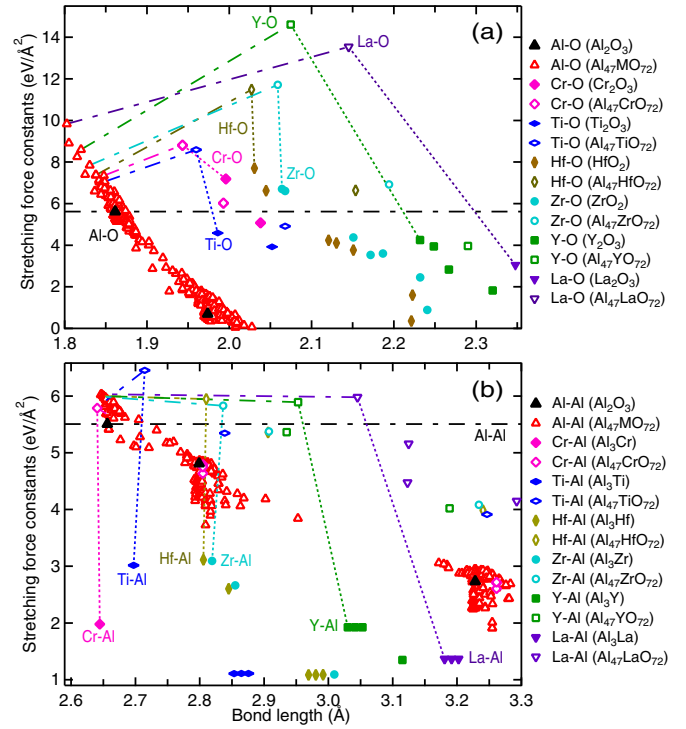 (a)
Stretching force constants (eV/Å²)
14
12
10
8
6
4
2
0
Y-O
La-O
Hf-O
Cr-O
Zr-O
Al-O
Ti-O
1.8 1.9 2.0 2.1 2.2 2.3
Al-O (Al₂O₃)
Al-O (Al₄₇MO₇₂)
Cr-O (Cr₂O₃)
Cr-O (Al₄₇CrO₇₂)
Ti-O (Ti₂O₃)
Ti-O (Al₄₇TiO₇₂)
Hf-O (HfO₂)
Hf-O (Al₄₇HfO₇₂)
Zr-O (ZrO₂)
Zr-O (Al₄₇ZrO₇₂)
Y-O (Y₂O₃)
Y-O (Al₄₇YO₇₂)
La-O (La₂O₃)
La-O (Al₄₇LaO₇₂)
(b)
Stretching force constants (eV/Å²)
6
5
4
3
2
1
Al-Al
Ti-Al
Hf-Al
Zr-Al
Cr-Al
Y-Al
La-Al
2.6 2.7 2.8 2.9 3.0 3.1 3.2 3.3
Bond length (Å)
Al-Al (Al₂O₃)
Al-Al (Al₄₇MO₇₂)
Cr-Al (Al₃Cr)
Cr-Al (Al₄₇CrO₇₂)
Ti-Al (Al₃Ti)
Ti-Al (Al₄₇TiO₇₂)
Hf-Al (Al₃Hf)
Hf-Al (Al₄₇HfO₇₂)
Zr-Al (Al₃Zr)
Zr-Al (Al₄₇ZrO₇₂)
Y-Al (Al₃Y)
Y-Al (Al₄₇YO₇₂)
La-Al (Al₃La)
La-Al (Al₄₇LaO₇₂)